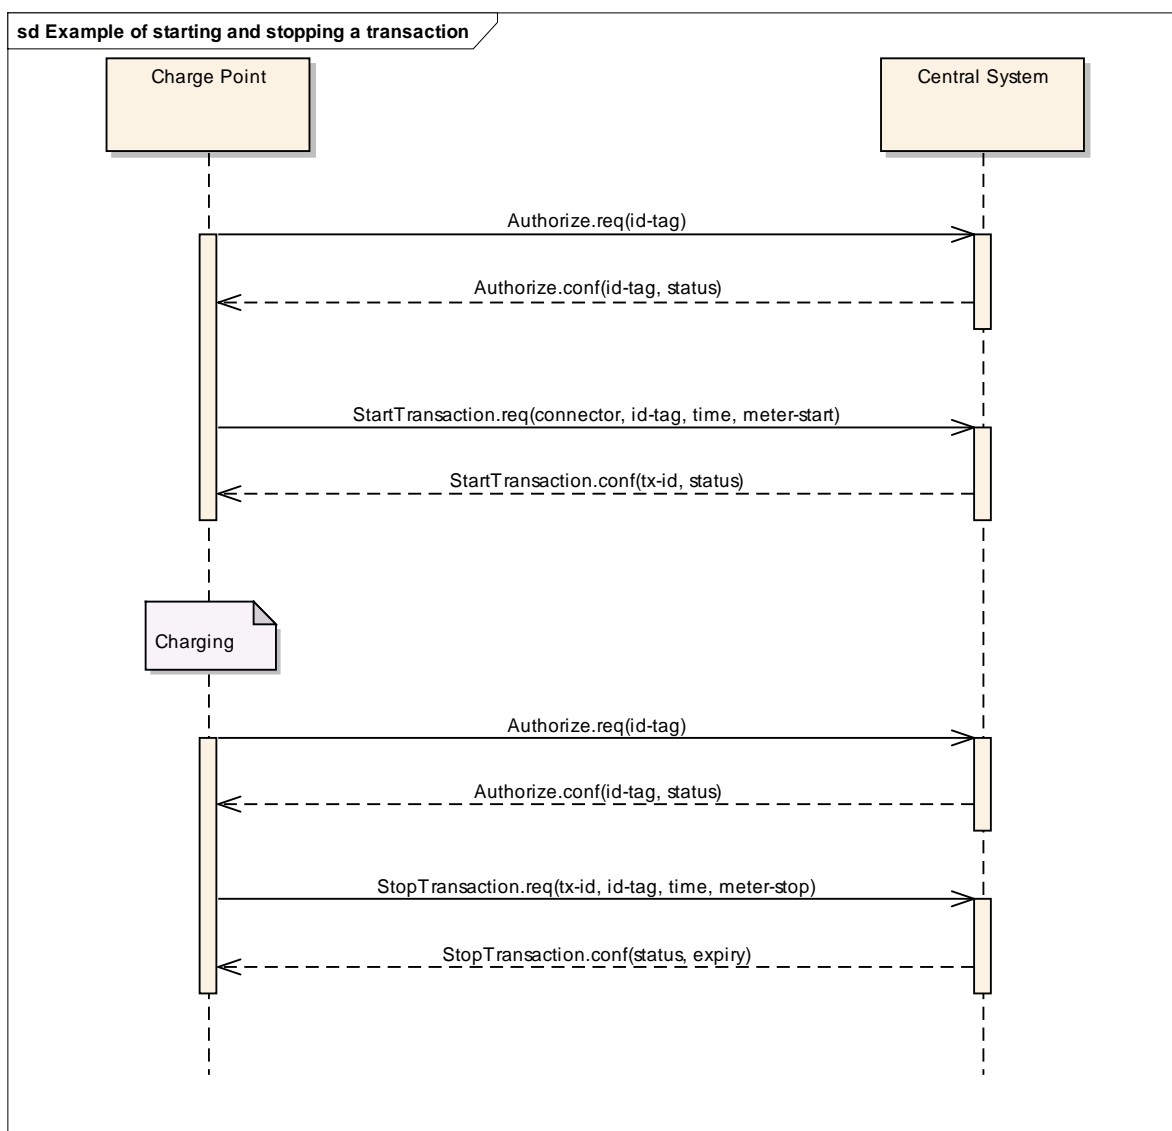 sd Example of starting and stopping a transaction
Charge Point
Central System
Authorize.req(id-tag)
Authorize.conf(id-tag, status)
StartTransaction.req(connector, id-tag, time, meter-start)
StartTransaction.conf(tx-id, status)
Charging
Authorize.req(id-tag)
Authorize.conf(id-tag, status)
StopTransaction.req(tx-id, id-tag, time, meter-stop)
StopTransaction.conf(status, expiry)